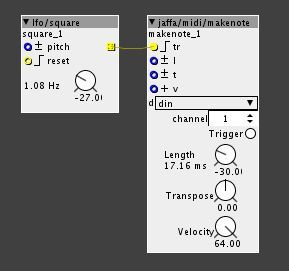 lfo/square
square_1
± pitch
reset
1.08 Hz
-27.00
jaffa/midi/makenote
makenote_1
tr
± l
± t
+ v
d din
channel 1
Trigger
Length
17.16 ms
-30.00
Transpose
0.00
Velocity
64.00